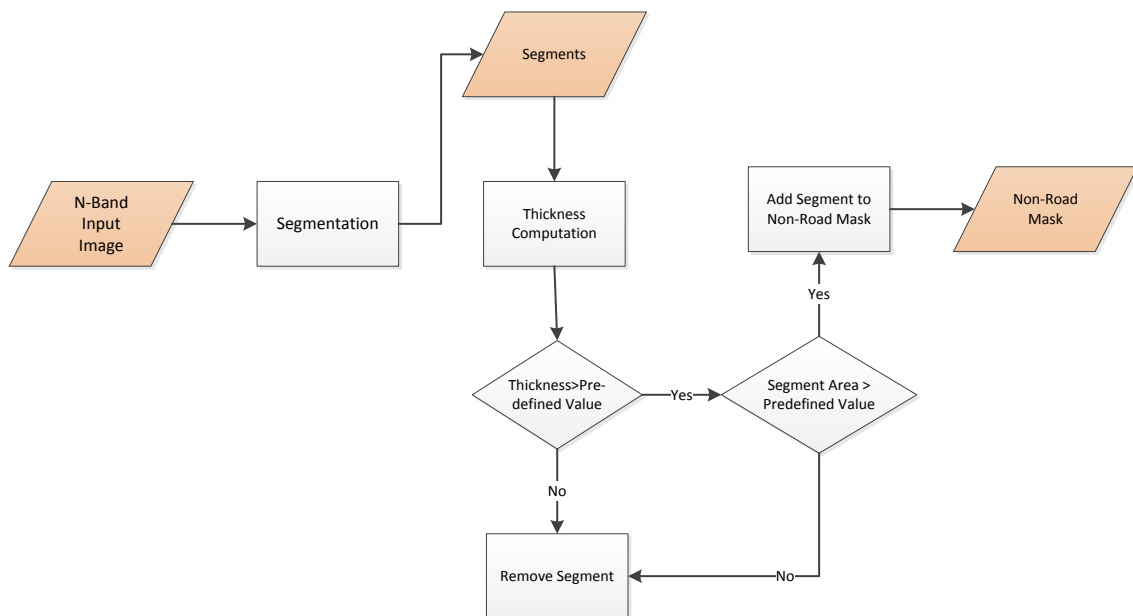 Segments
N-Band
Input
Image
Segmentation
Thickness
Computation
Add Segment to
Non-Road Mask
Non-Road
Mask
Yes
Thickness>Pre-
defined Value
Yes
Segment Area >
Predefined Value
No
Remove Segment
No